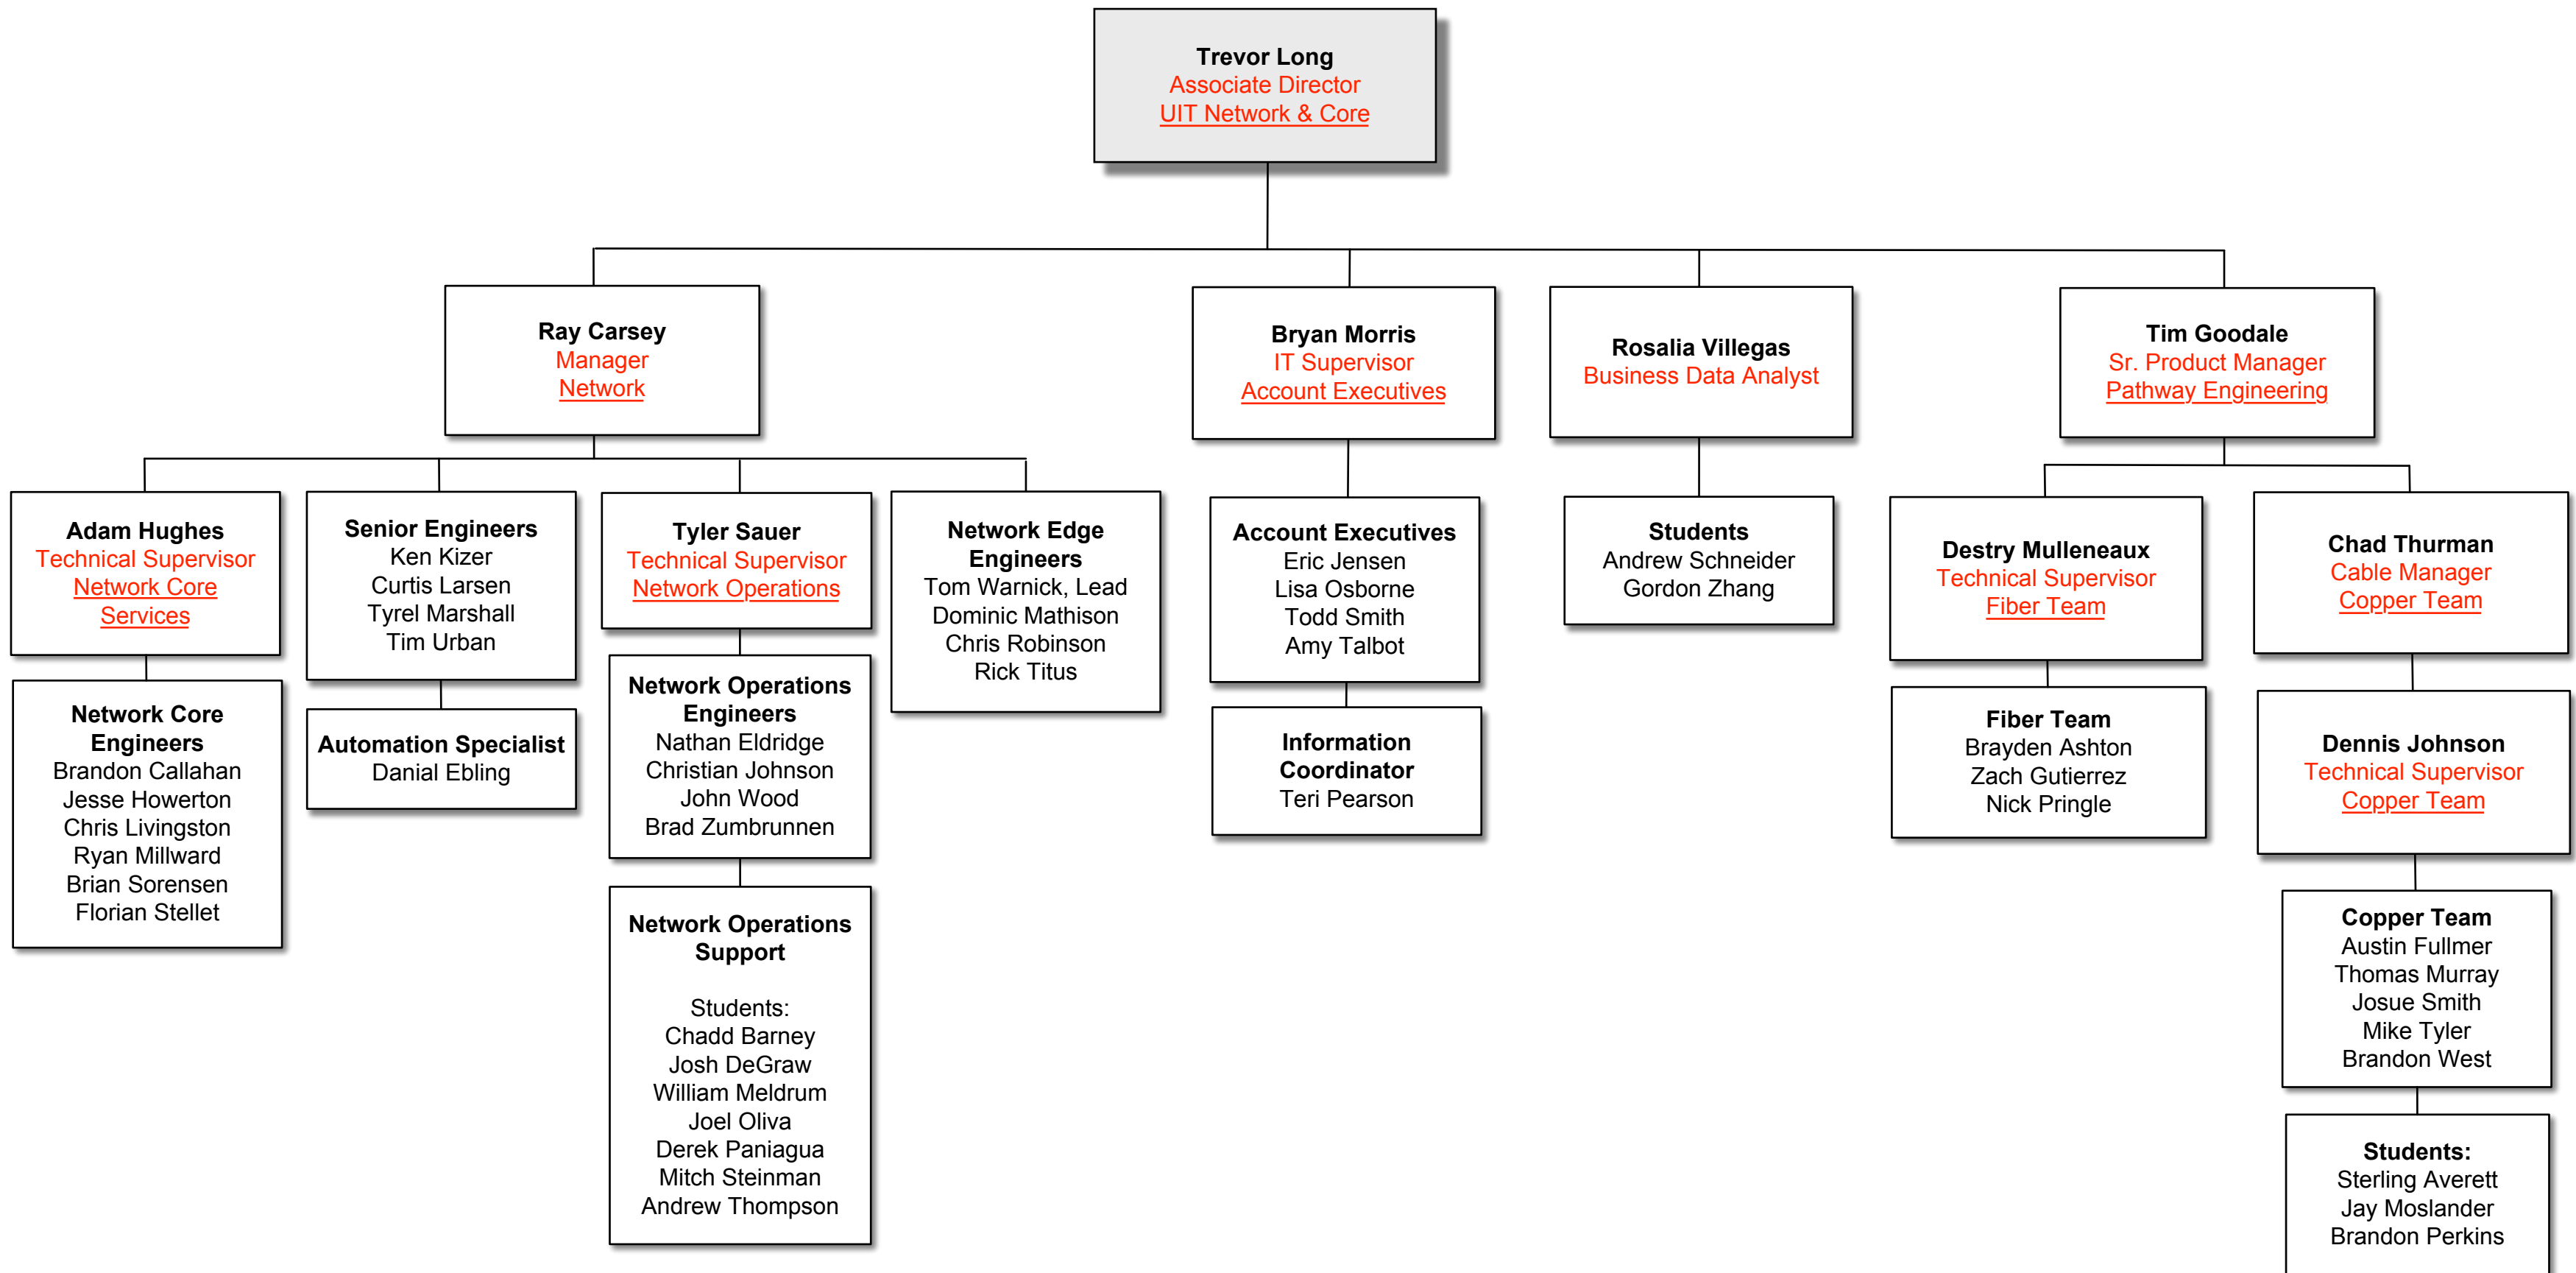 Trevor Long
Associate Director
UIT Network & Core
Ray Carsey
Manager
Network
Bryan Morris
IT Supervisor
Account Executives
Rosalia Villegas
Business Data Analyst
Tim Goodale
Sr. Product Manager
Pathway Engineering
Adam Hughes
Technical Supervisor
Network Core
Services
Senior Engineers
Ken Kizer
Curtis Larsen
Tyrel Marshall
Tim Urban
Tyler Sauer
Technical Supervisor
Network Operations
Network Edge
Engineers
Tom Warnick, Lead
Dominic Mathison
Chris Robinson
Rick Titus
Account Executives
Eric Jensen
Lisa Osborne
Todd Smith
Amy Talbot
Students
Andrew Schneider
Gordon Zhang
Destry Mulleneaux
Technical Supervisor
Fiber Team
Chad Thurman
Cable Manager
Copper Team
Network Core
Engineers
Brandon Callahan
Jesse Howerton
Chris Livingston
Ryan Millward
Brian Sorensen
Florian Stellet
Automation Specialist
Danial Ebling
Network Operations
Engineers
Nathan Eldridge
Christian Johnson
John Wood
Brad Zumbrunnen
Information
Coordinator
Teri Pearson
Fiber Team
Brayden Ashton
Zach Gutierrez
Nick Pringle
Dennis Johnson
Technical Supervisor
Copper Team
Network Operations
Support
Students:
Chadd Barney
Josh DeGraw
William Meldrum
Joel Oliva
Derek Paniagua
Mitch Steinman
Andrew Thompson
Copper Team
Austin Fullmer
Thomas Murray
Josue Smith
Mike Tyler
Brandon West
Students:
Sterling Averett
Jay Moslander
Brandon Perkins